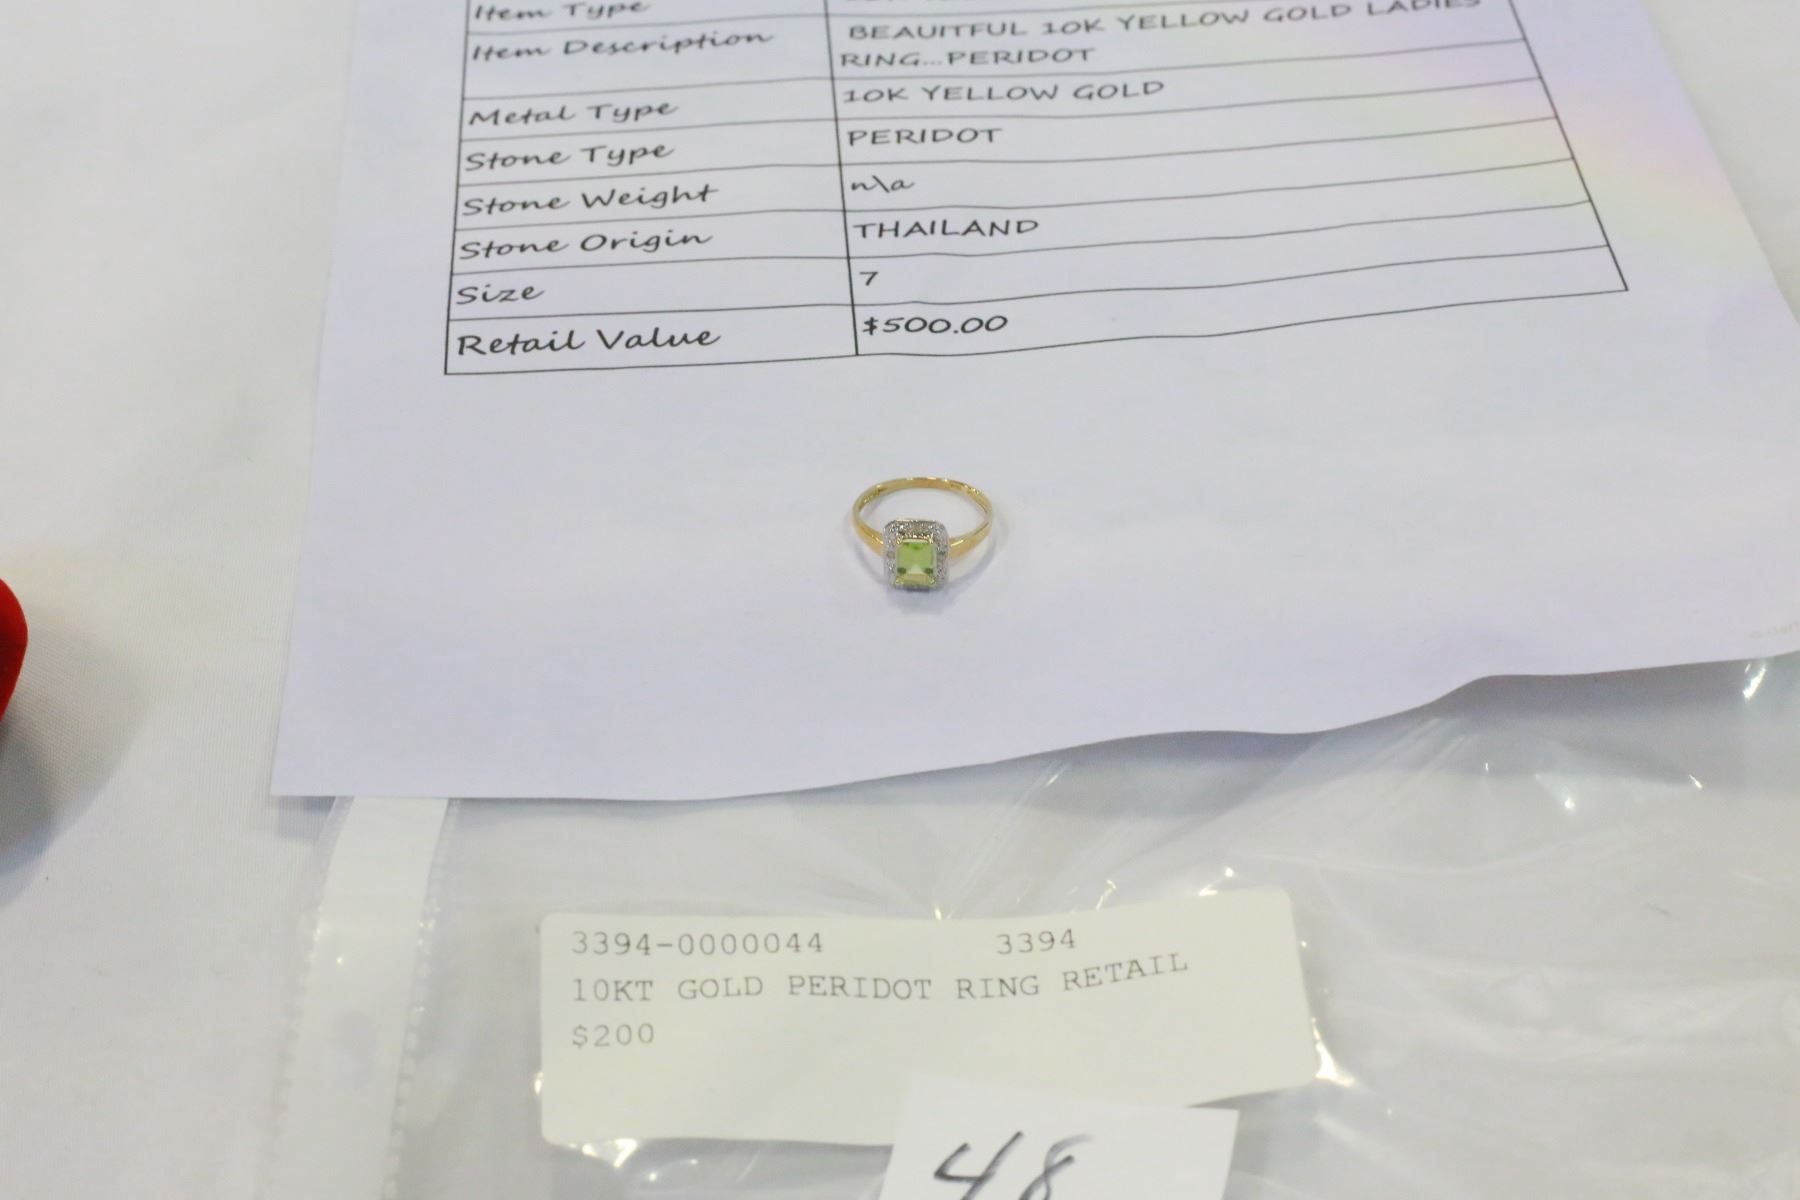 Item Type
Item Description BEAUITFUL 10K YELLOW GOLD LADIES
RING...PERIDOT
Metal Type 10K YELLOW GOLD
Stone Type PERIDOT
Stone Weight n\a
Stone Origin THAILAND
Size 7
Retail Value $500.00
3394-0000044 3394
10KT GOLD PERIDOT RING RETAIL
$200
48